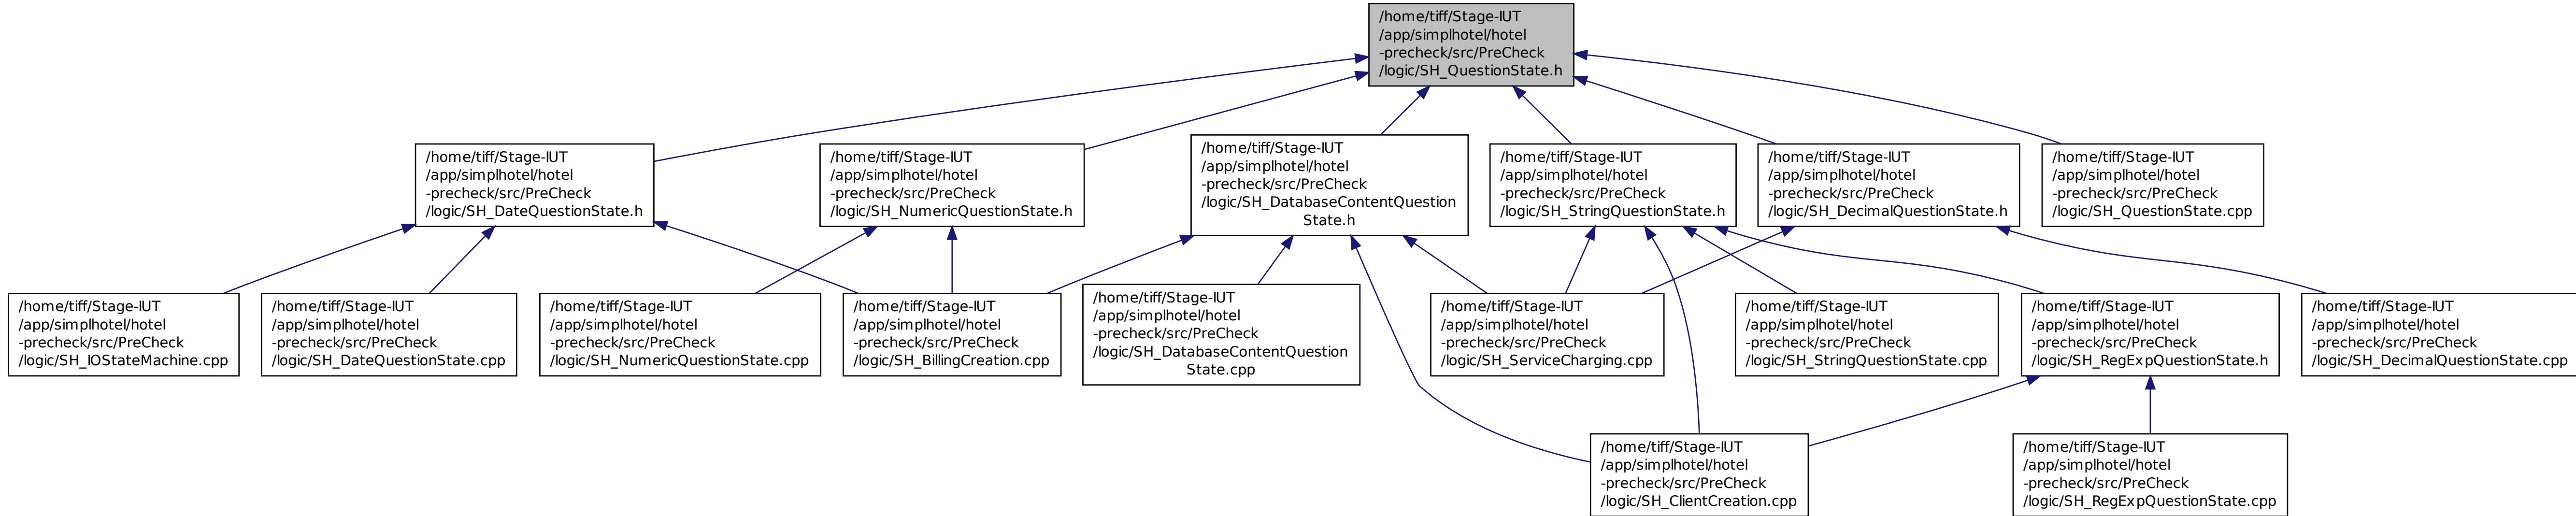 /home/tiff/Stage-IUT
/app/simplhotel/hotel
-precheck/src/PreCheck
/logic/SH_QuestionState.h
/home/tiff/Stage-IUT
/app/simplhotel/hotel
-precheck/src/PreCheck
/logic/SH_DateQuestionState.h
/home/tiff/Stage-IUT
/app/simplhotel/hotel
-precheck/src/PreCheck
/logic/SH_NumericQuestionState.h
/home/tiff/Stage-IUT
/app/simplhotel/hotel
-precheck/src/PreCheck
/logic/SH_DatabaseContentQuestion
State.h
/home/tiff/Stage-IUT
/app/simplhotel/hotel
-precheck/src/PreCheck
/logic/SH_StringQuestionState.h
/home/tiff/Stage-IUT
/app/simplhotel/hotel
-precheck/src/PreCheck
/logic/SH_DecimalQuestionState.h
/home/tiff/Stage-IUT
/app/simplhotel/hotel
-precheck/src/PreCheck
/logic/SH_QuestionState.cpp
/home/tiff/Stage-IUT
/app/simplhotel/hotel
-precheck/src/PreCheck
/logic/SH_IOStateMachine.cpp
/home/tiff/Stage-IUT
/app/simplhotel/hotel
-precheck/src/PreCheck
/logic/SH_DateQuestionState.cpp
/home/tiff/Stage-IUT
/app/simplhotel/hotel
-precheck/src/PreCheck
/logic/SH_NumericQuestionState.cpp
/home/tiff/Stage-IUT
/app/simplhotel/hotel
-precheck/src/PreCheck
/logic/SH_BillingCreation.cpp
/home/tiff/Stage-IUT
/app/simplhotel/hotel
-precheck/src/PreCheck
/logic/SH_DatabaseContentQuestion
State.cpp
/home/tiff/Stage-IUT
/app/simplhotel/hotel
-precheck/src/PreCheck
/logic/SH_ServiceCharging.cpp
/home/tiff/Stage-IUT
/app/simplhotel/hotel
-precheck/src/PreCheck
/logic/SH_StringQuestionState.cpp
/home/tiff/Stage-IUT
/app/simplhotel/hotel
-precheck/src/PreCheck
/logic/SH_RegExpQuestionState.h
/home/tiff/Stage-IUT
/app/simplhotel/hotel
-precheck/src/PreCheck
/logic/SH_DecimalQuestionState.cpp
/home/tiff/Stage-IUT
/app/simplhotel/hotel
-precheck/src/PreCheck
/logic/SH_ClientCreation.cpp
/home/tiff/Stage-IUT
/app/simplhotel/hotel
-precheck/src/PreCheck
/logic/SH_RegExpQuestionState.cpp